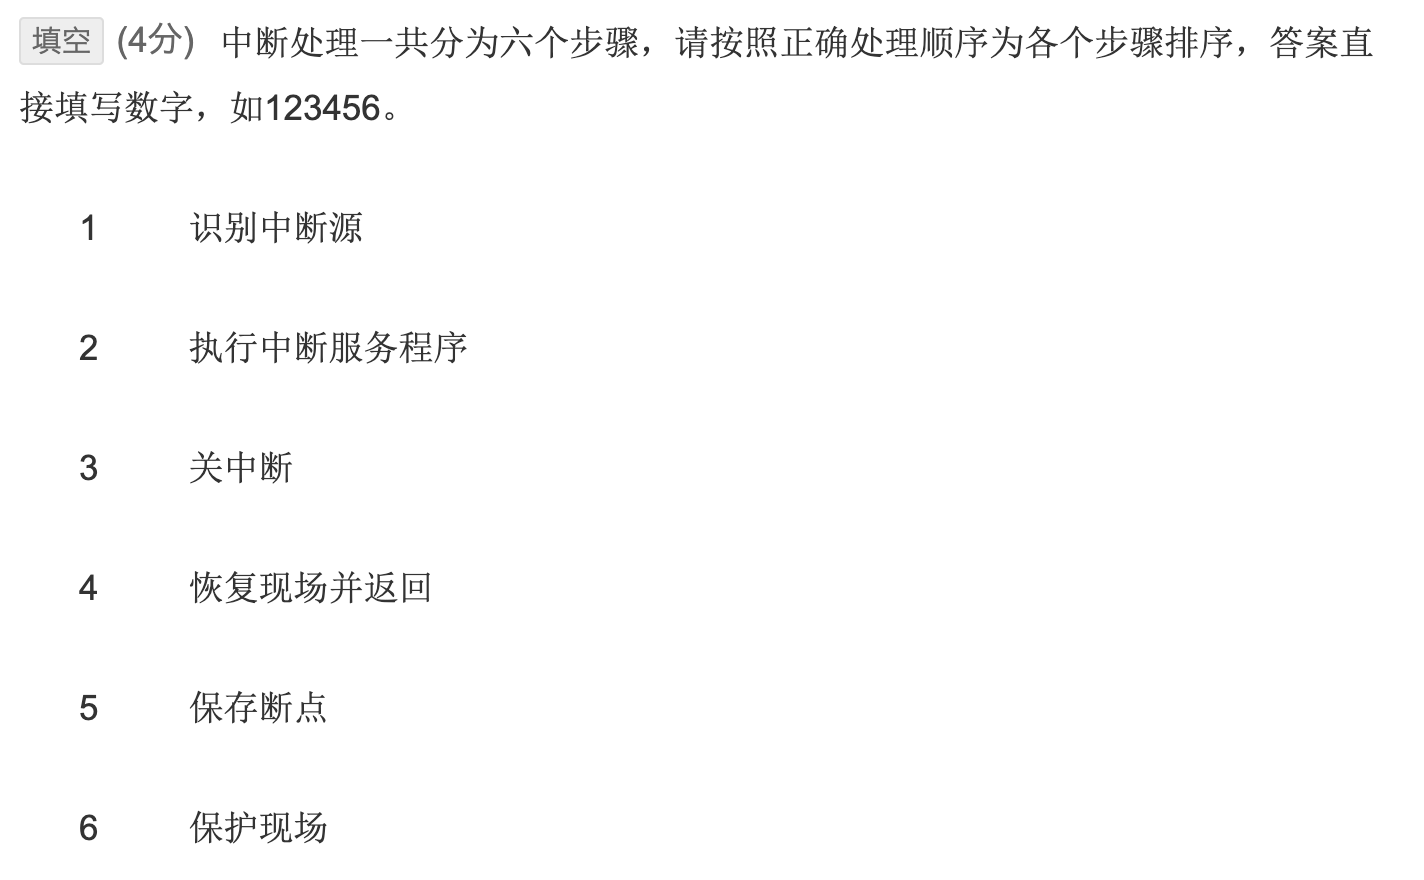 填空 (4分) 中断处理一共分为六个步骤，请按照正确处理顺序为各个步骤排序，答案直
接填写数字，如123456。
1 识别中断源
2 执行中断服务程序
3 关中断
4 恢复现场并返回
5 保存断点
6 保护现场